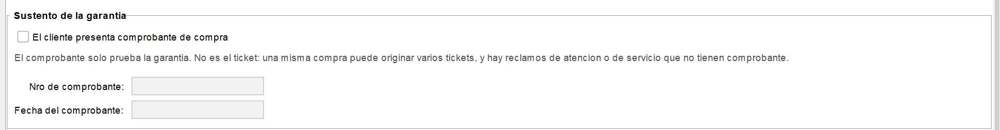 Sustento de la garantia
El cliente presenta comprobante de compra
El comprobante solo prueba la garantia. No es el ticket: una misma compra puede originar varios tickets, y hay reclamos de atencion o de servicio que no tienen comprobante.
Nro de comprobante:
Fecha del comprobante: